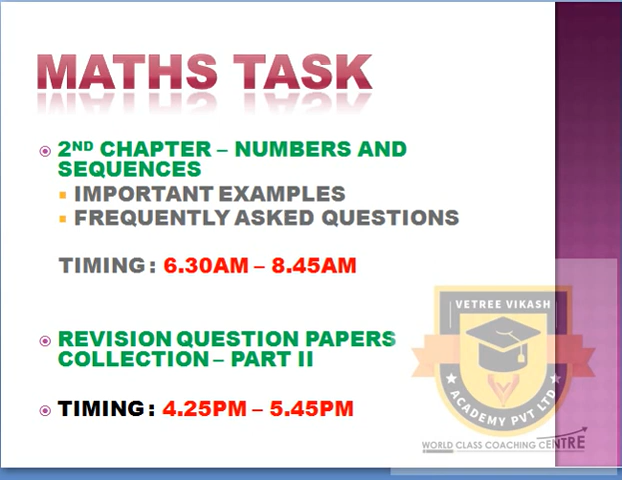 MATHS TASK
2ND CHAPTER – NUMBERS AND
SEQUENCES
IMPORTANT EXAMPLES
FREQUENTLY ASKED QUESTIONS
TIMING : 6.30AM – 8.45AM
REVISION QUESTION PAPERS
COLLECTION – PART II
TIMING : 4.25PM – 5.45PM
VETREE VIKASH
★ ACADEMY PVT LTD ★
WORLD CLASS COACHING CENTRE